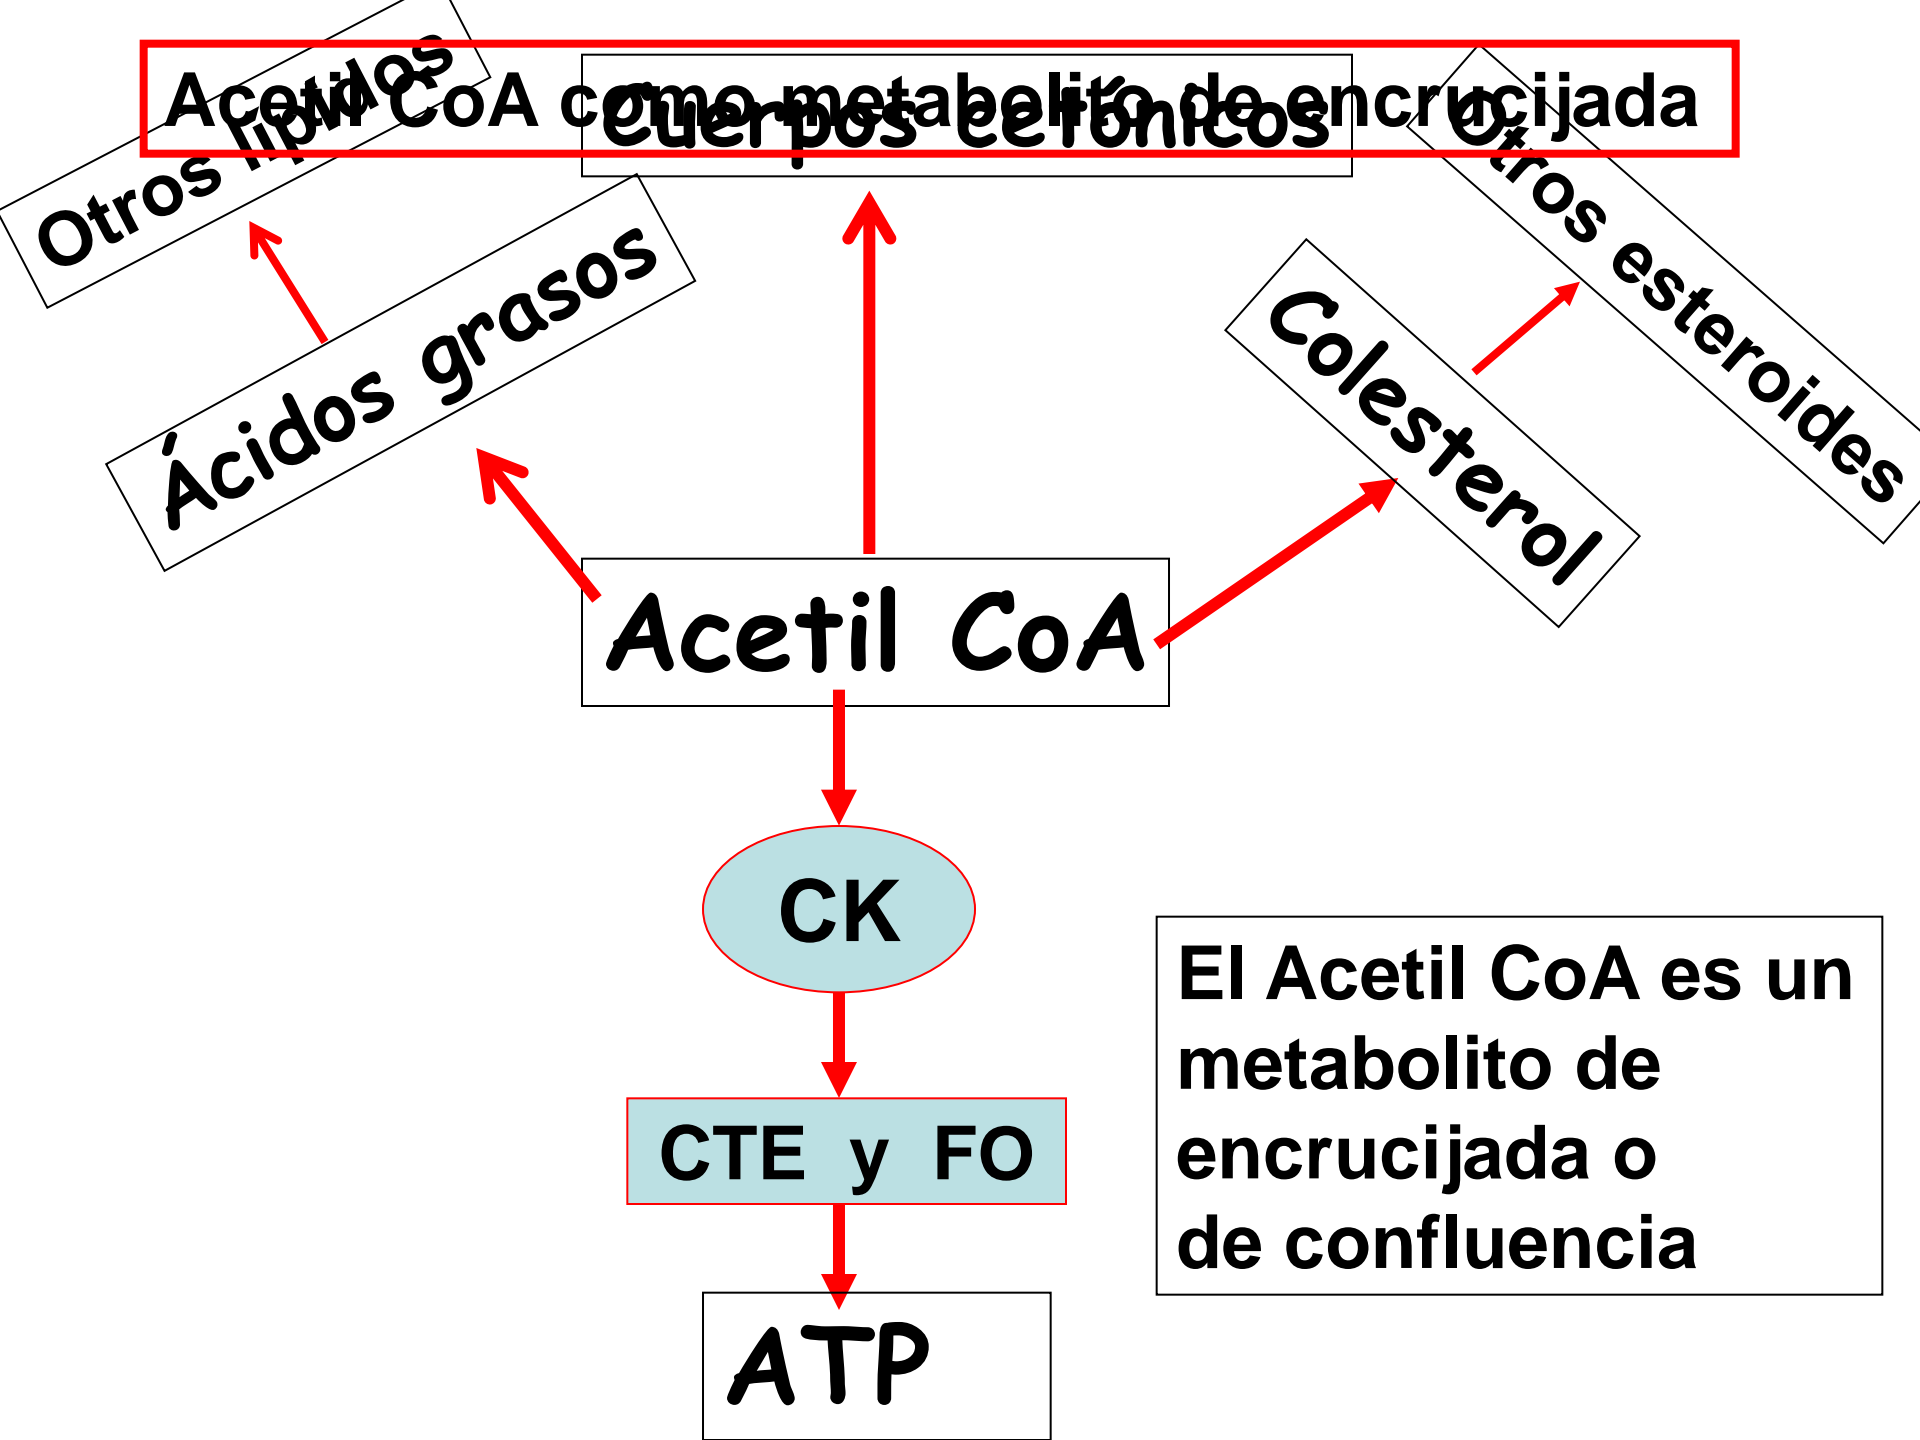 Acetil CoA como metabolito de encrucijada
Otros lípidos
Cuerpos cetónicos
Otros esteroides
Ácidos grasos
Colesterol
Acetil CoA
CK
CTE y FO
ATP
El Acetil CoA es un
metabolito de
encrucijada o
de confluencia